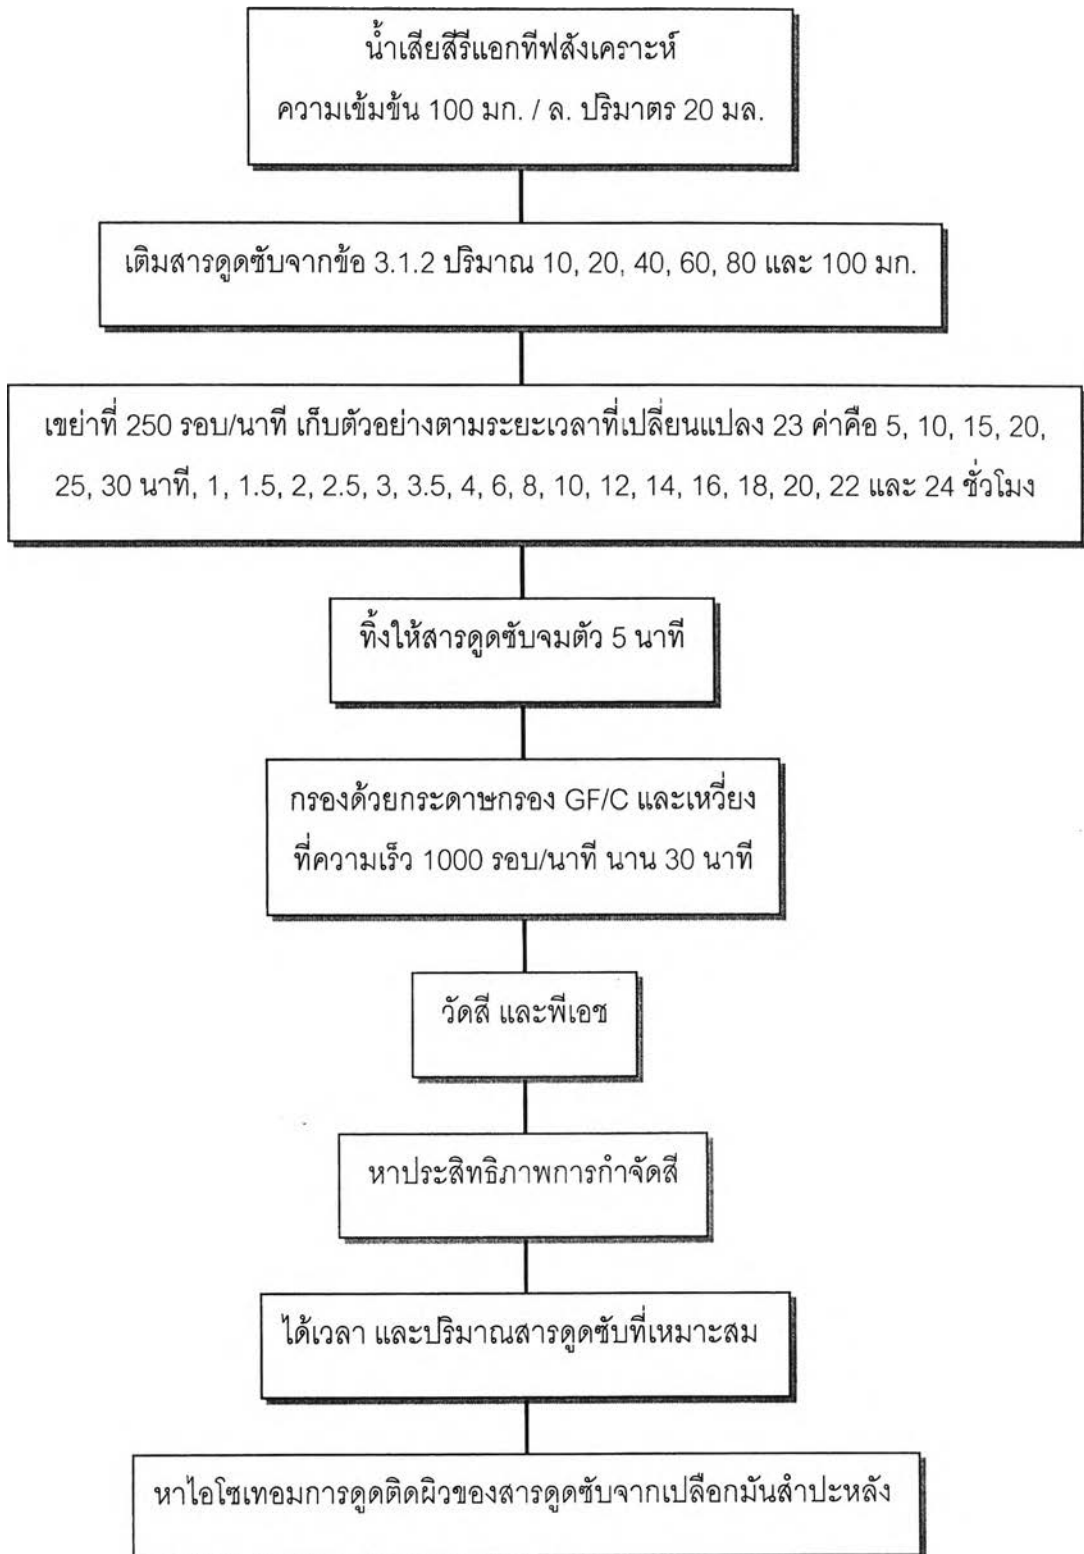 น้ำเสียสีรีแอกทีฟสังเคราะห์
ความเข้มข้น 100 มก. / ล. ปริมาตร 20 มล.
เติมสารดูดซับจากข้อ 3.1.2 ปริมาณ 10, 20, 40, 60, 80 และ 100 มก.
เขย่าที่ 250 รอบ/นาที เก็บตัวอย่างตามระยะเวลาที่เปลี่ยนแปลง 23 ค่าคือ 5, 10, 15, 20,
25, 30 นาที, 1, 1.5, 2, 2.5, 3, 3.5, 4, 6, 8, 10, 12, 14, 16, 18, 20, 22 และ 24 ชั่วโมง
ทิ้งให้สารดูดซับจมตัว 5 นาที
กรองด้วยกระดาษกรอง GF/C และเหวี่ยง
ที่ความเร็ว 1000 รอบ/นาที นาน 30 นาที
วัดสี และพีเอช
หาประสิทธิภาพการกำจัดสี
ได้เวลา และปริมาณสารดูดซับที่เหมาะสม
หาไอโซเทอมการดูดติดผิวของสารดูดซับจากเปลือกมันสำปะหลัง